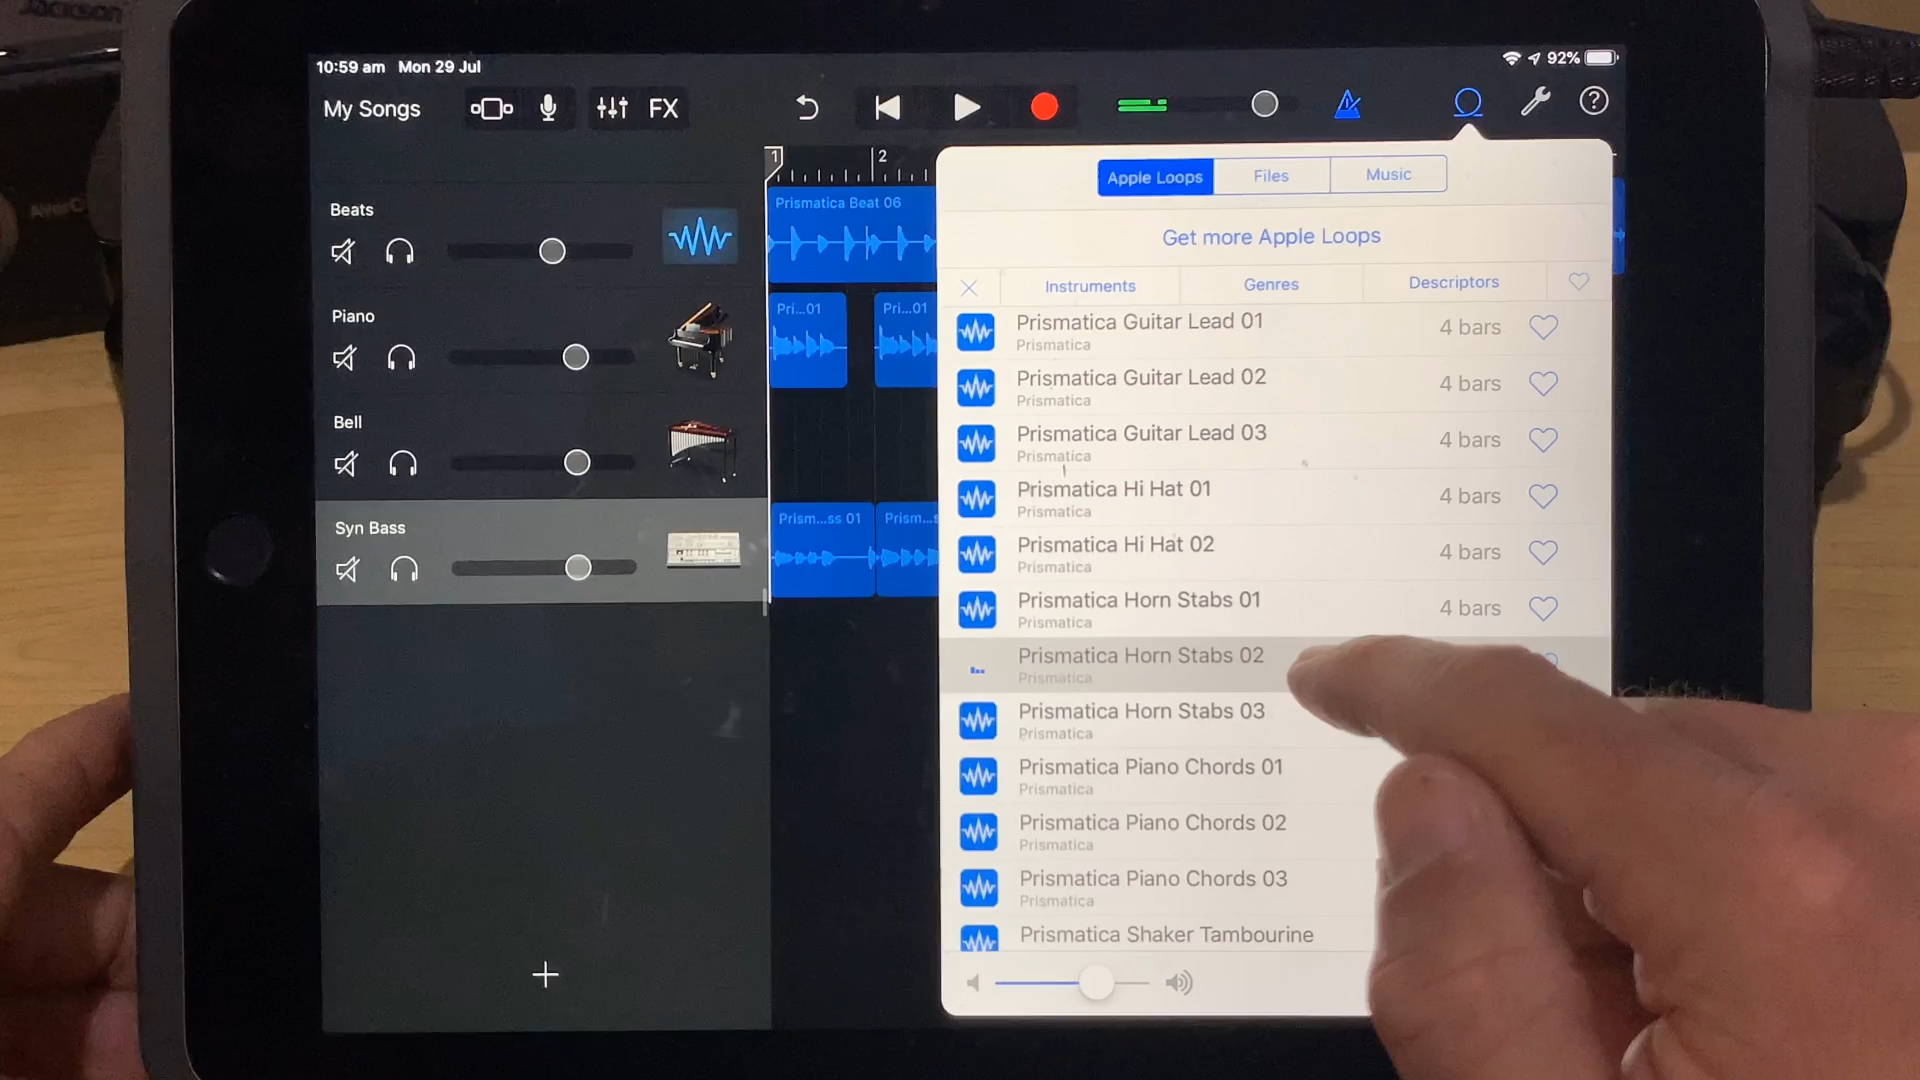 Jackson
10:59 am Mon 29 Jul
92%
My Songs
FX
1
2
Beats
Piano
Bell
Syn Bass
Prismatica Beat 06
Pri...01
Pri...01
Prism...ss 01
Apple Loops
Files
Music
Get more Apple Loops
Instruments
Genres
Descriptors
Prismatica Guitar Lead 01
Prismatica
4 bars
Prismatica Guitar Lead 02
Prismatica
4 bars
Prismatica Guitar Lead 03
Prismatica
4 bars
Prismatica Hi Hat 01
Prismatica
4 bars
Prismatica Hi Hat 02
Prismatica
4 bars
Prismatica Horn Stabs 01
Prismatica
4 bars
Prismatica Horn Stabs 02
Prismatica
Prismatica Horn Stabs 03
Prismatica
Prismatica Piano Chords 01
Prismatica
Prismatica Piano Chords 02
Prismatica
Prismatica Piano Chords 03
Prismatica
Prismatica Shaker Tambourine
+
?